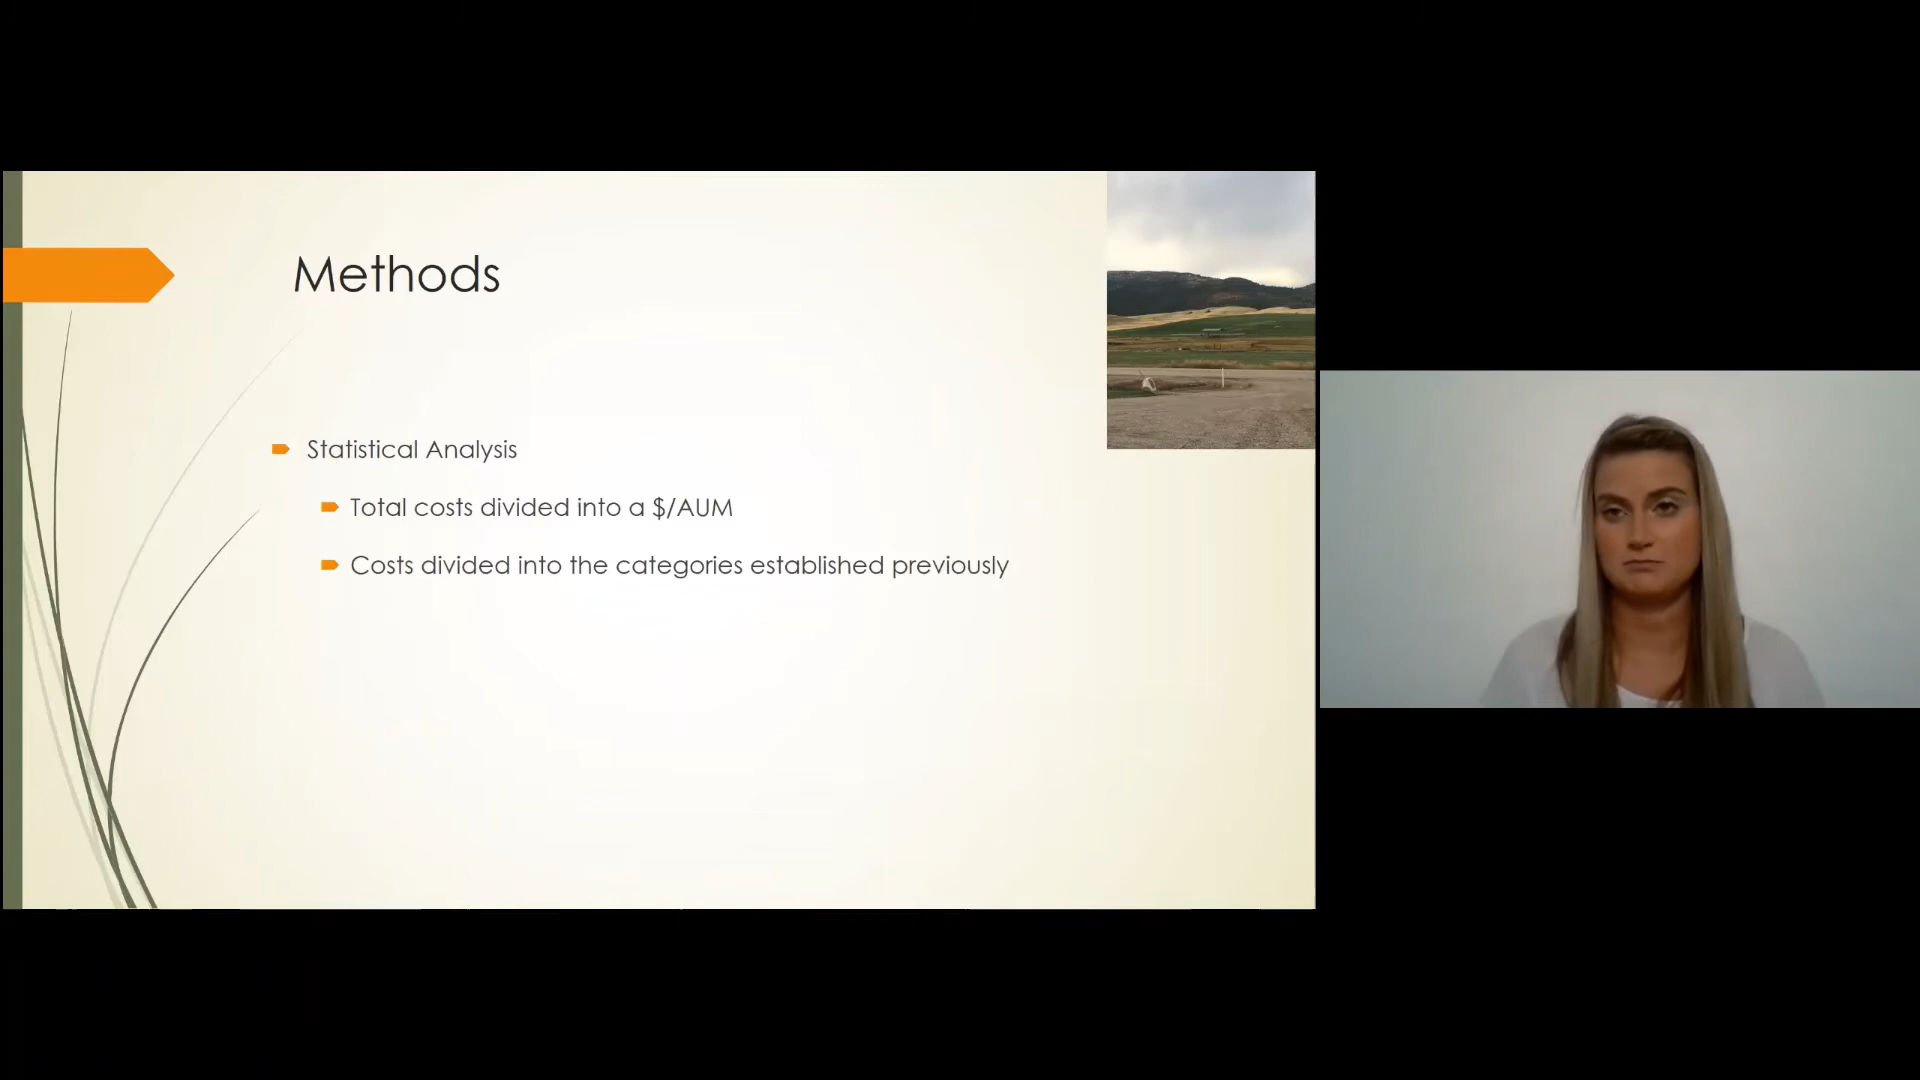 Methods
Statistical Analysis
Total costs divided into a $/AUM
Costs divided into the categories established previously